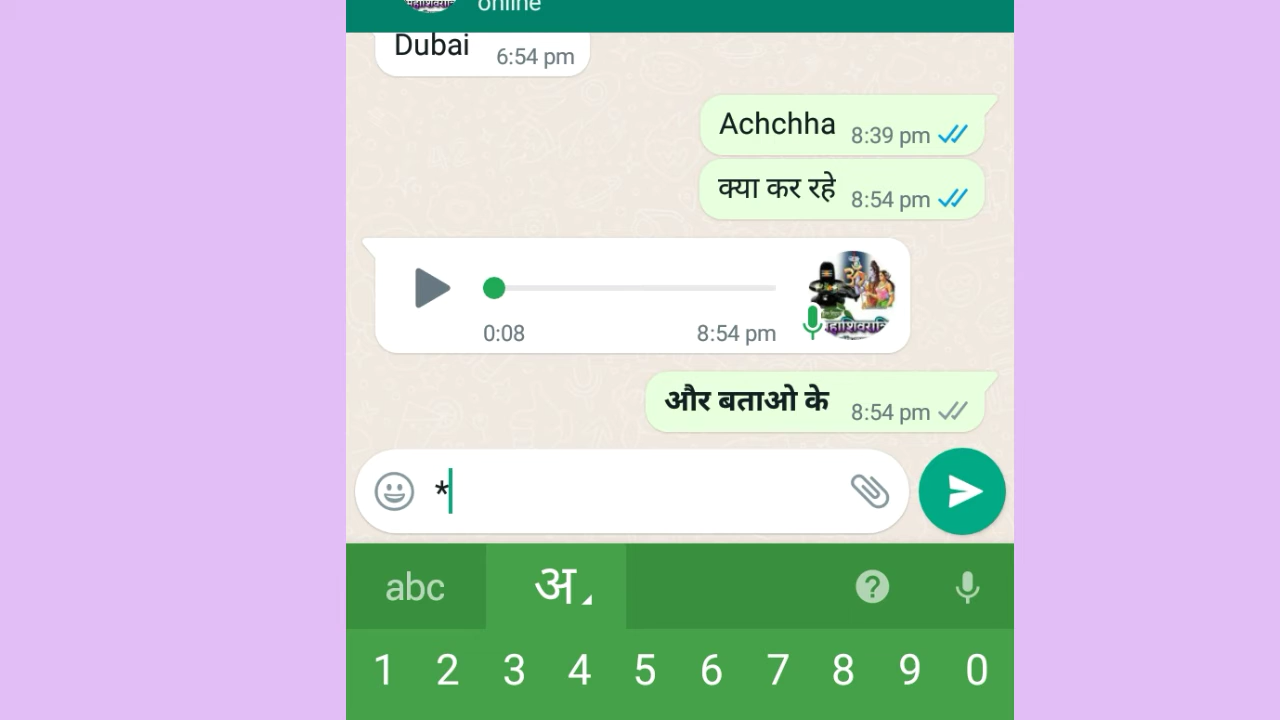 online
Dubai 6:54 pm
Achchha 8:39 pm
क्या कर रहे 8:54 pm
0:08 8:54 pm
और बताओ के 8:54 pm
*
abc अ ?
1 2 3 4 5 6 7 8 9 0